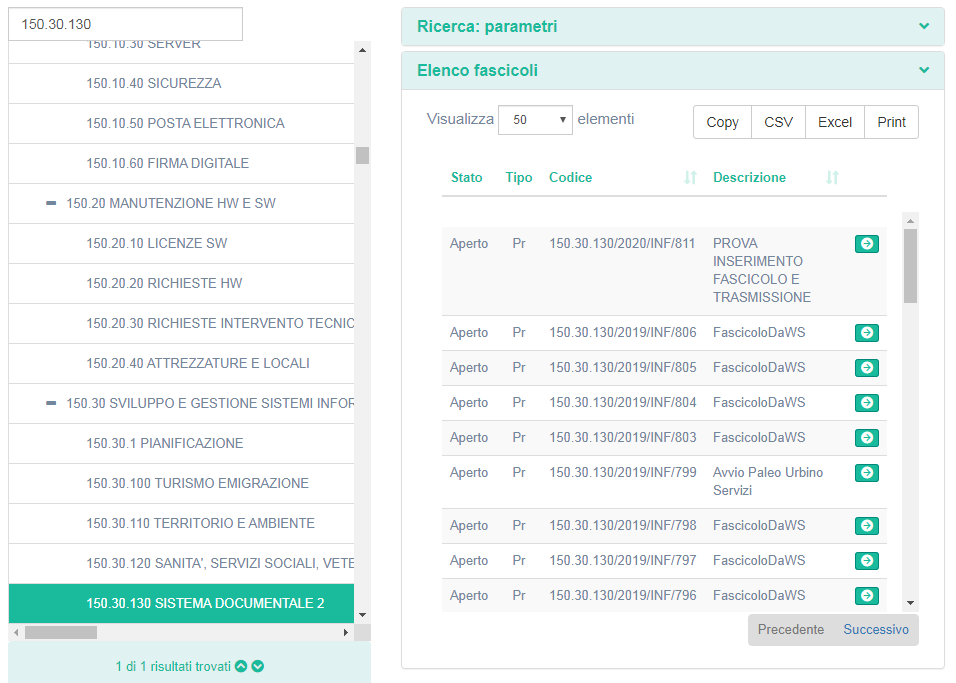 150.30.130
150.10.30 SERVER
150.10.40 SICUREZZA
150.10.50 POSTA ELETTRONICA
150.10.60 FIRMA DIGITALE
150.20 MANUTENZIONE HW E SW
150.20.10 LICENZE SW
150.20.20 RICHIESTE HW
150.20.30 RICHIESTE INTERVENTO TECNIC
150.20.40 ATTREZZATURE E LOCALI
150.30 SVILUPPO E GESTIONE SISTEMI INFOR
150.30.1 PIANIFICAZIONE
150.30.100 TURISMO EMIGRAZIONE
150.30.110 TERRITORIO E AMBIENTE
150.30.120 SANITA', SERVIZI SOCIALI, VETE
150.30.130 SISTEMA DOCUMENTALE 2
1 di 1 risultati trovati
Ricerca: parametri
Elenco fascicoli
Visualizza 50 elementi
Copy CSV Excel Print
Stato Tipo Codice Descrizione
Aperto Pr 150.30.130/2020/INF/811 PROVA
INSERIMENTO
FASCICOLO E
TRASMISSIONE
Aperto Pr 150.30.130/2019/INF/806 FascicoloDaWS
Aperto Pr 150.30.130/2019/INF/805 FascicoloDaWS
Aperto Pr 150.30.130/2019/INF/804 FascicoloDaWS
Aperto Pr 150.30.130/2019/INF/803 FascicoloDaWS
Aperto Pr 150.30.130/2019/INF/799 Avvio Paleo Urbino
Servizi
Aperto Pr 150.30.130/2019/INF/798 FascicoloDaWS
Aperto Pr 150.30.130/2019/INF/797 FascicoloDaWS
Aperto Pr 150.30.130/2019/INF/796 FascicoloDaWS
Precedente Successivo